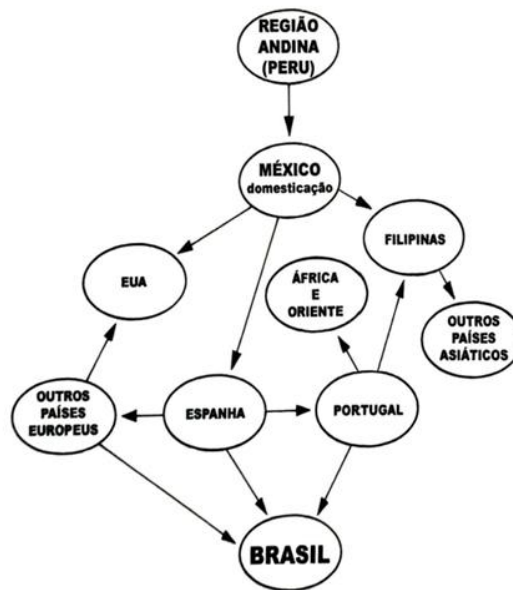 REGIÃO
ANDINA
(PERU)
MÉXICO
domesticação
FILIPINAS
EUA
ÁFRICA
E
ORIENTE
OUTROS
PAÍSES
ASIÁTICOS
OUTROS
PAÍSES
EUROPEUS
ESPANHA
PORTUGAL
BRASIL